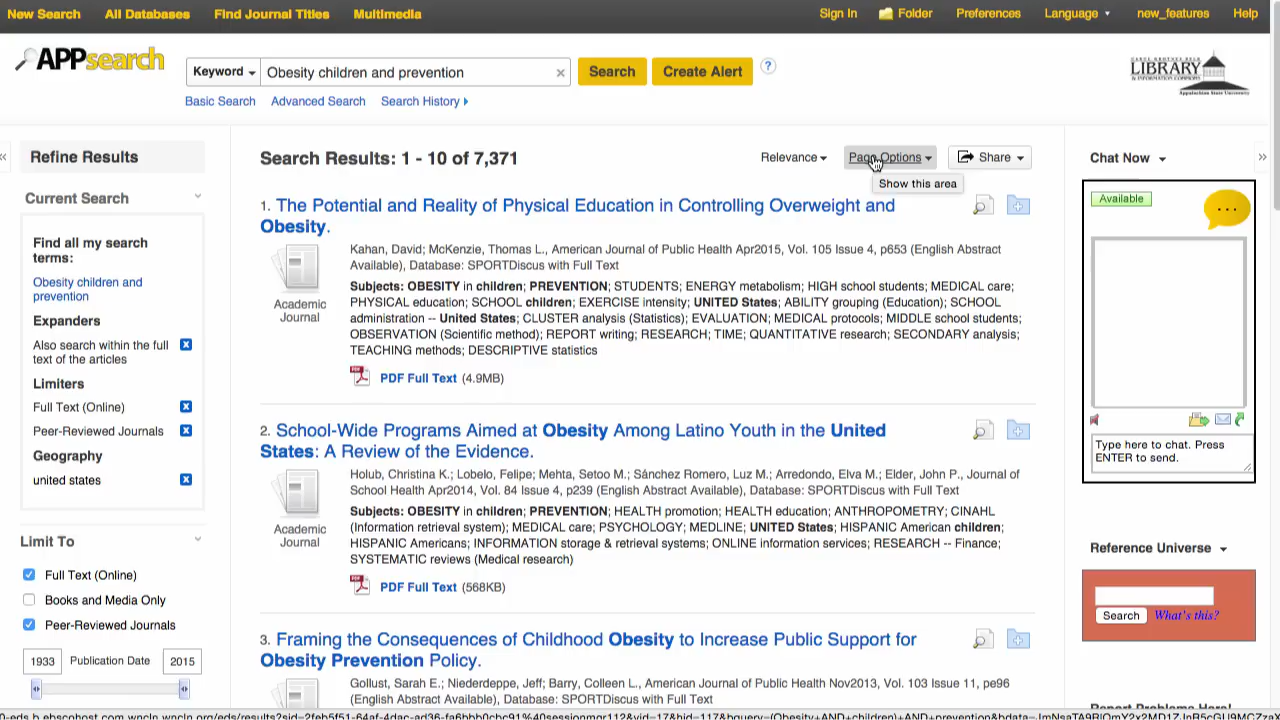 New Search All Databases Find Journal Titles Multimedia Sign In Folder Preferences Language new_features Help
APPsearch
Keyword Obesity children and prevention × Search Create Alert ?
LIBRARY
Appalachian State University
Basic Search Advanced Search Search History
Refine Results
Current Search
Find all my search
terms:
Obesity children and
prevention
Expanders
Also search within the full
text of the articles
Limiters
Full Text (Online)
Peer-Reviewed Journals
Geography
united states
Limit To
Full Text (Online)
Books and Media Only
Peer-Reviewed Journals
1933 Publication Date 2015
Search Results: 1 - 10 of 7,371
Relevance Page Options Share
Show this area
1. The Potential and Reality of Physical Education in Controlling Overweight and
Obesity.
Academic
Journal
Kahan, David; McKenzie, Thomas L., American Journal of Public Health Apr2015, Vol. 105 Issue 4, p653 (English Abstract
Available), Database: SPORTDiscus with Full Text
Subjects: OBESITY in children; PREVENTION; STUDENTS; ENERGY metabolism; HIGH school students; MEDICAL care;
PHYSICAL education; SCHOOL children; EXERCISE intensity; UNITED States; ABILITY grouping (Education); SCHOOL
administration -- United States; CLUSTER analysis (Statistics); EVALUATION; MEDICAL protocols; MIDDLE school students;
OBSERVATION (Scientific method); REPORT writing; RESEARCH; TIME; QUANTITATIVE research; SECONDARY analysis;
TEACHING methods; DESCRIPTIVE statistics
PDF Full Text (4.9MB)
2. School-Wide Programs Aimed at Obesity Among Latino Youth in the United
States: A Review of the Evidence.
Academic
Journal
Holub, Christina K.; Lobelo, Felipe; Mehta, Setoo M.; Sánchez Romero, Luz M.; Arredondo, Elva M.; Elder, John P., Journal of
School Health Apr2014, Vol. 84 Issue 4, p239 (English Abstract Available), Database: SPORTDiscus with Full Text
Subjects: OBESITY in children; PREVENTION; HEALTH promotion; HEALTH education; ANTHROPOMETRY; CINAHL
(Information retrieval system); MEDICAL care; PSYCHOLOGY; MEDLINE; UNITED States; HISPANIC American children;
HISPANIC Americans; INFORMATION storage & retrieval systems; ONLINE information services; RESEARCH -- Finance;
SYSTEMATIC reviews (Medical research)
PDF Full Text (568KB)
3. Framing the Consequences of Childhood Obesity to Increase Public Support for
Obesity Prevention Policy.
Gollust, Sarah E.; Niederdeppe, Jeff; Barry, Colleen L., American Journal of Public Health Nov2013, Vol. 103 Issue 11, pe96
(English Abstract Available), Database: SPORTDiscus with Full Text
Chat Now
Available
Type here to chat. Press
ENTER to send.
Reference Universe
Search What's this?
Report Problems Here!